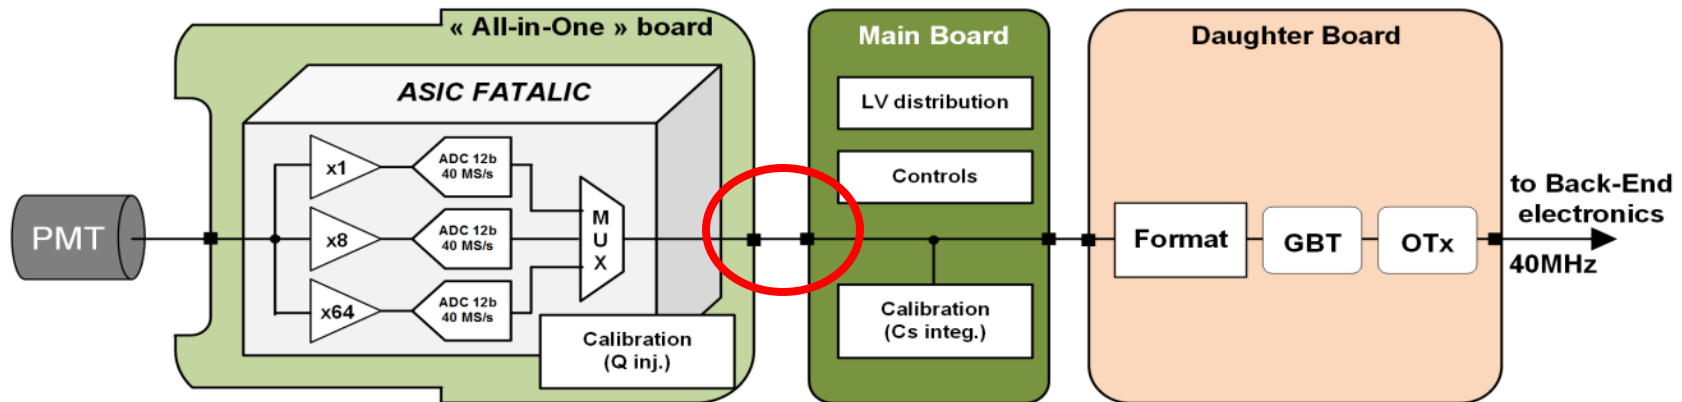 « All-in-One » board
ASIC FATALIC
PMT
x1
ADC 12b
40 MS/s
x8
ADC 12b
40 MS/s
x64
ADC 12b
40 MS/s
M
U
X
Calibration
(Q inj.)
Main Board
LV distribution
Controls
Calibration
(Cs integ.)
Daughter Board
Format
GBT
OTx
to Back-End
electronics
40MHz